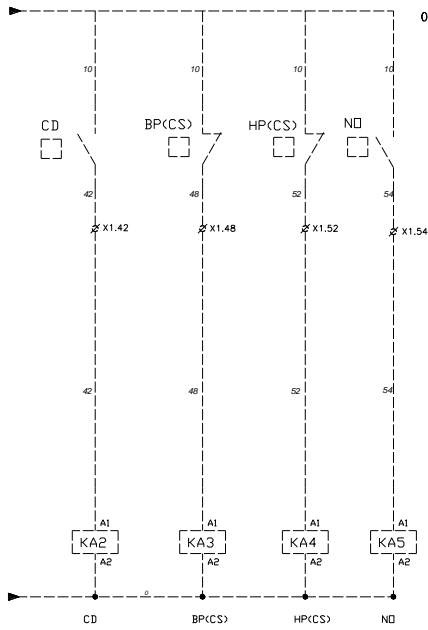 0
10 10 10 10
CD BP(CS) HP(CS) NO
42 48 52 54
X1.42 X1.48 X1.52 X1.54
42 48 52 54
A1 A1 A1 A1
KA2 KA3 KA4 KA5
A2 A2 A2 A2
0
CD BP(CS) HP(CS) NO